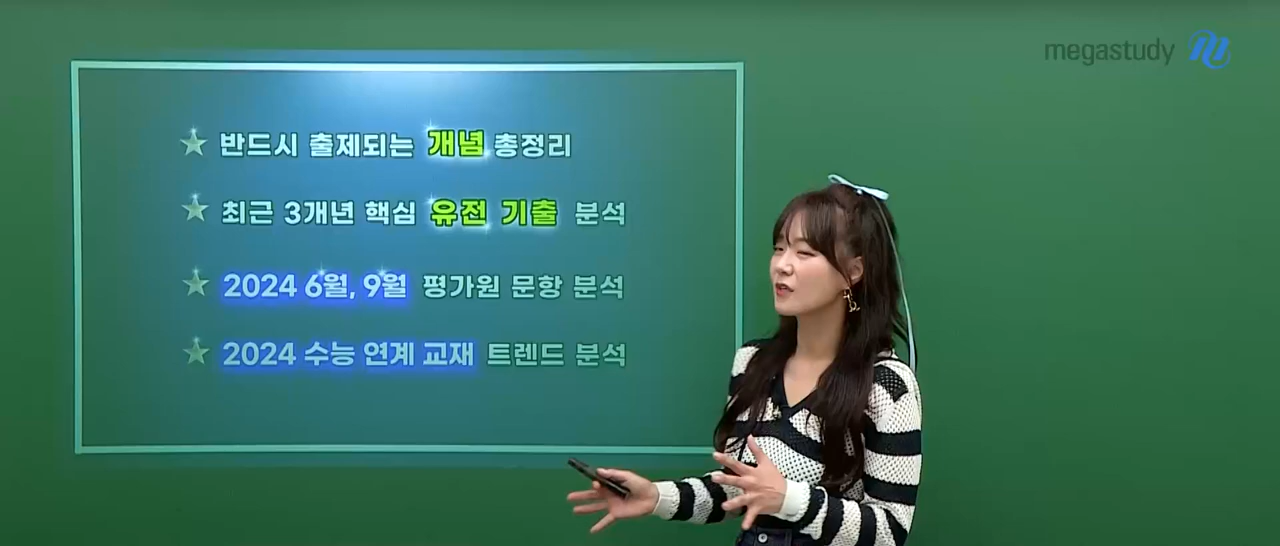 megastudy
반드시 출제되는 개념 총정리
최근 3개년 핵심 유전 기출 분석
2024 6월, 9월 평가원 문항 분석
2024 수능 연계 교재 트렌드 분석